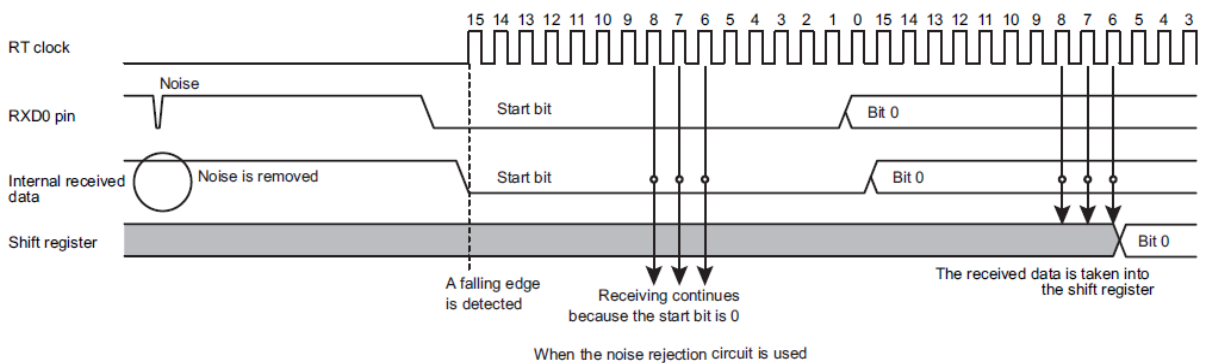 15 14 13 12 11 10 9 8 7 6 5 4 3 2 1 0 15 14 13 12 11 10 9 8 7 6 5 4 3
RT clock
Noise
RXD0 pin
Start bit
Bit 0
Internal received
data
Noise is removed
Start bit
Bit 0
Shift register
Bit 0
A falling edge
is detected
Receiving continues
because the start bit is 0
The received data is taken into
the shift register
When the noise rejection circuit is used